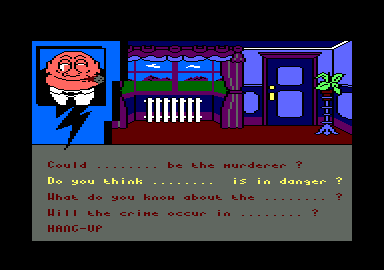 Could ........ be the murderer ?
Do you think ........ is in danger ?
What do you know about the ........ ?
Will the crime occur in ........ ?
HANG-UP